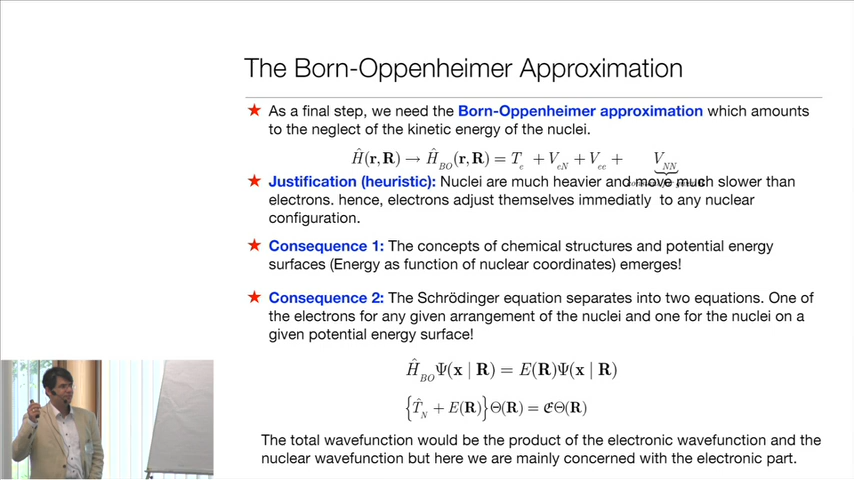 The Born-Oppenheimer Approximation
★ As a final step, we need the Born-Oppenheimer approximation which amounts
to the neglect of the kinetic energy of the nuclei.
Ĥ(r,R) → Ĥ_BO(r,R) = T_e + V_eN + V_ee + V_NN
★ Justification (heuristic): Nuclei are much heavier and move much slower than
electrons. hence, electrons adjust themselves immediatly to any nuclear
configuration.
★ Consequence 1: The concepts of chemical structures and potential energy
surfaces (Energy as function of nuclear coordinates) emerges!
★ Consequence 2: The Schrödinger equation separates into two equations. One of
the electrons for any given arrangement of the nuclei and one for the nuclei on a
given potential energy surface!
Ĥ_BO Ψ(x | R) = E(R)Ψ(x | R)
{T̂_N + E(R)}Θ(R) = ℰΘ(R)
The total wavefunction would be the product of the electronic wavefunction and the
nuclear wavefunction but here we are mainly concerned with the electronic part.